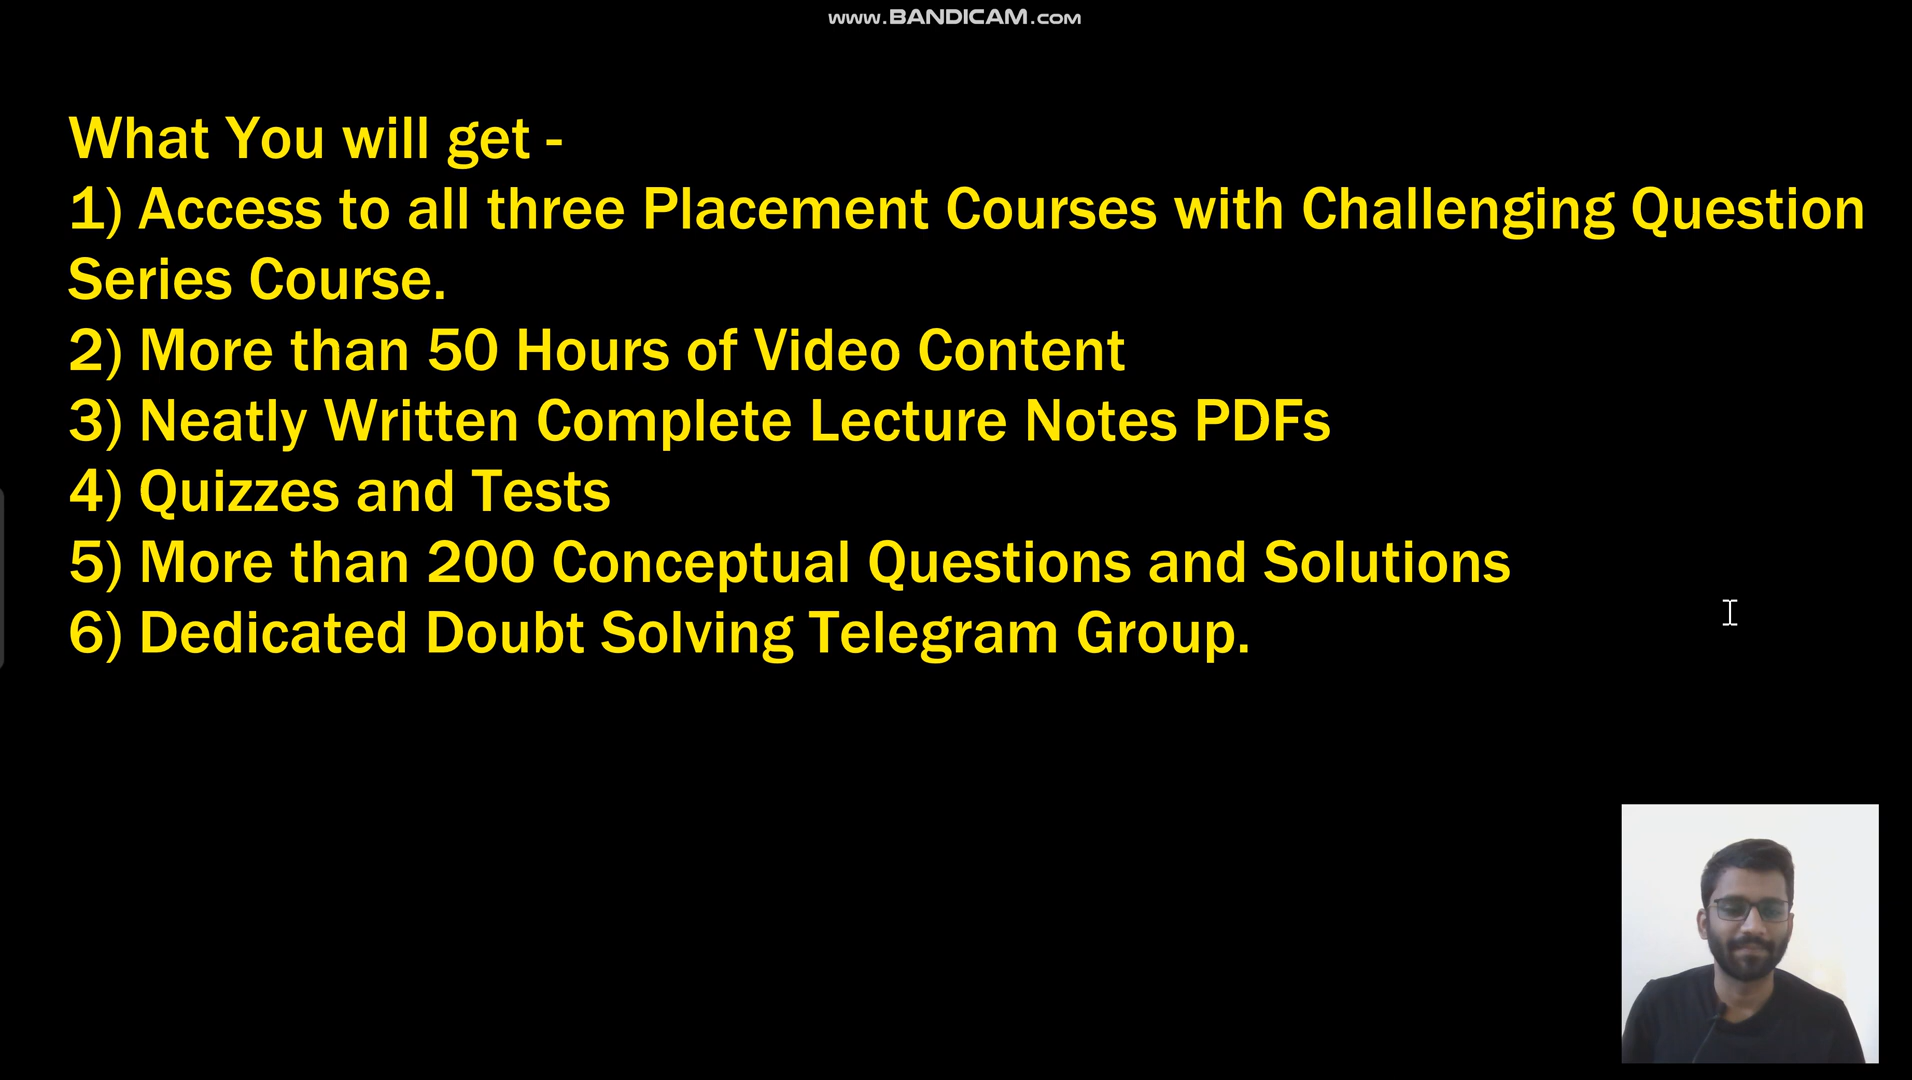 www.BANDICAM.com
What You will get -
1) Access to all three Placement Courses with Challenging Question
Series Course.
2) More than 50 Hours of Video Content
3) Neatly Written Complete Lecture Notes PDFs
4) Quizzes and Tests
5) More than 200 Conceptual Questions and Solutions
6) Dedicated Doubt Solving Telegram Group.